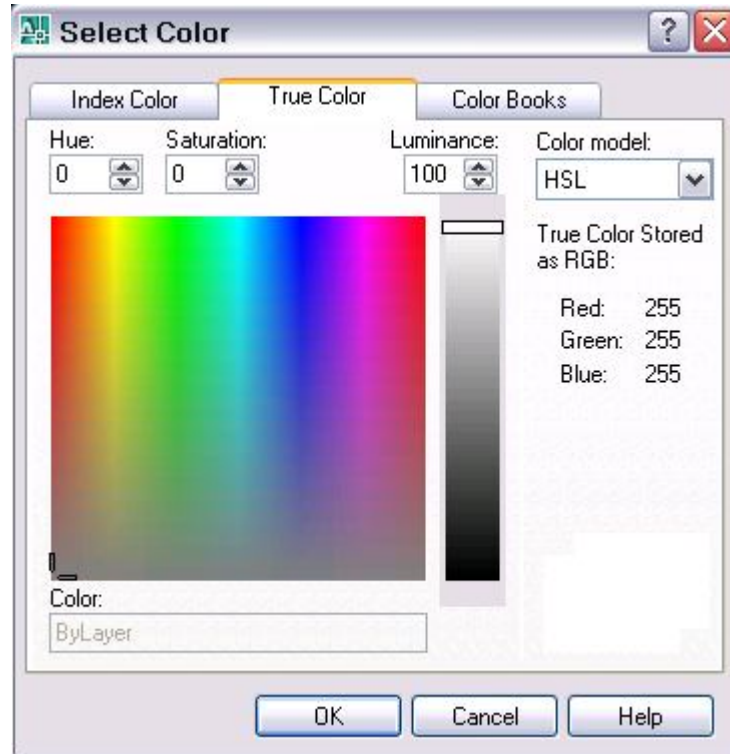 Select Color
Index Color True Color Color Books
Hue: Saturation: Luminance: Color model:
0 0 100 HSL
True Color Stored
as RGB:
Red: 255
Green: 255
Blue: 255
Color:
ByLayer
OK Cancel Help